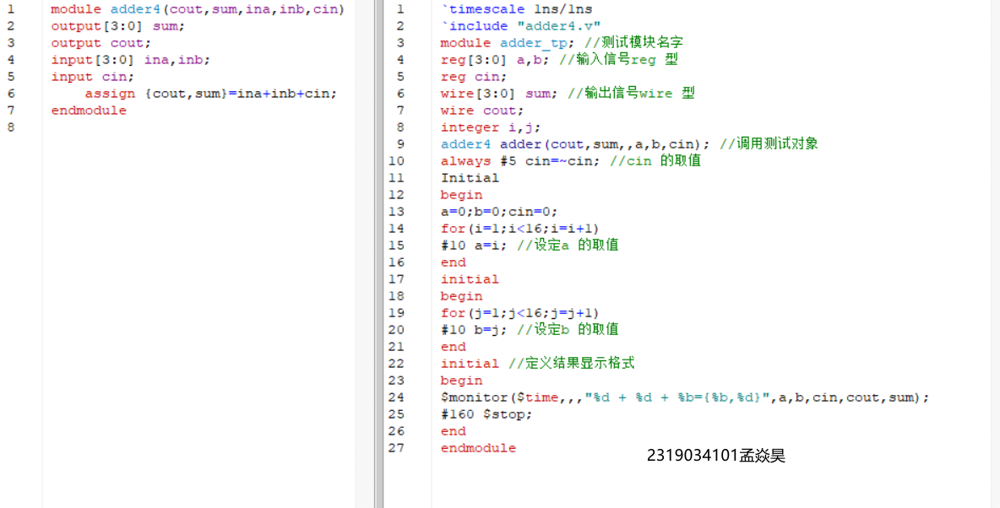 1 module adder4(cout,sum,ina,inb,cin)
2 output[3:0] sum;
3 output cout;
4 input[3:0] ina,inb;
5 input cin;
6 assign {cout,sum}=ina+inb+cin;
7 endmodule
8
1 `timescale 1ns/1ns
2 `include "adder4.v"
3 module adder_tp; //测试模块名字
4 reg[3:0] a,b; //输入信号reg 型
5 reg cin;
6 wire[3:0] sum; //输出信号wire 型
7 wire cout;
8 integer i,j;
9 adder4 adder(cout,sum,,a,b,cin); //调用测试对象
10 always #5 cin=~cin; //cin 的取值
11 Initial
12 begin
13 a=0;b=0;cin=0;
14 for(i=1;i<16;i=i+1)
15 #10 a=i; //设定a 的取值
16 end
17 initial
18 begin
19 for(j=1;j<16;j=j+1)
20 #10 b=j; //设定b 的取值
21 end
22 initial //定义结果显示格式
23 begin
24 $monitor($time,,,"%d + %d + %b={%b,%d}",a,b,cin,cout,sum);
25 #160 $stop;
26 end
27 endmodule
2319034101孟焱昊